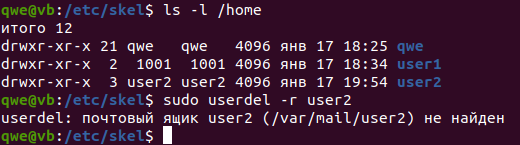 qwe@vb:/etc/skel$ ls -l /home
итого 12
drwxr-xr-x 21 qwe   qwe   4096 янв 17 18:25 qwe
drwxr-xr-x  2  1001  1001 4096 янв 17 18:34 user1
drwxr-xr-x  3 user2 user2 4096 янв 17 19:54 user2
qwe@vb:/etc/skel$ sudo userdel -r user2
userdel: почтовый ящик user2 (/var/mail/user2) не найден
qwe@vb:/etc/skel$